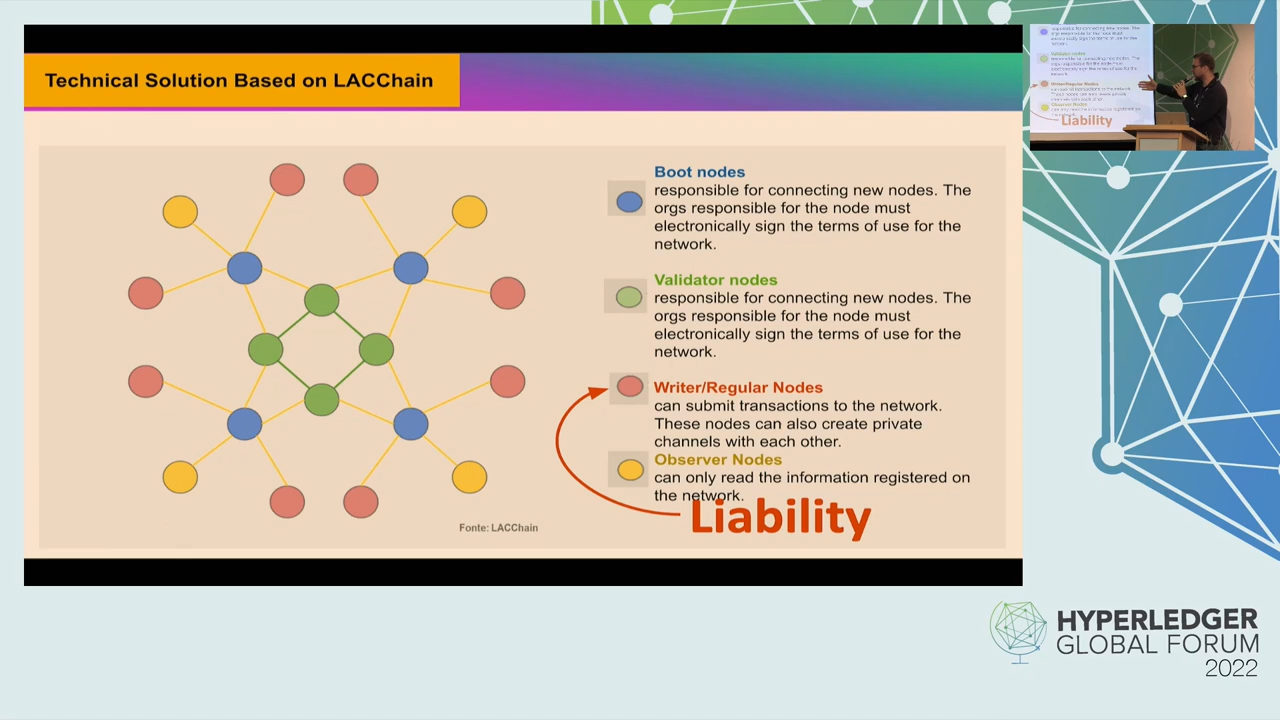 Technical Solution Based on LACChain
Boot nodes
responsible for connecting new nodes. The
orgs responsible for the node must
electronically sign the terms of use for the
network.
Validator nodes
responsible for connecting new nodes. The
orgs responsible for the node must
electronically sign the terms of use for the
network.
Writer/Regular Nodes
can submit transactions to the network.
These nodes can also create private
channels with each other.
Observer Nodes
can only read the information registered on
the network.
Liability
Fonte: LACChain
Liability
HYPERLEDGER
GLOBAL FORUM
2022